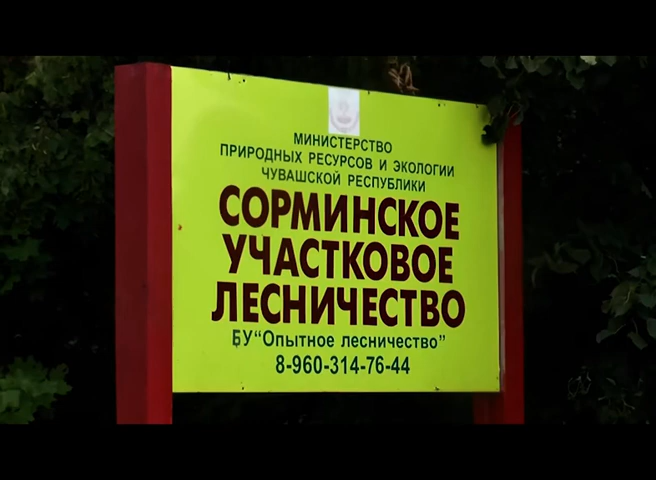 МИНИСТЕРСТВО
ПРИРОДНЫХ РЕСУРСОВ И ЭКОЛОГИИ
ЧУВАШСКОЙ РЕСПУБЛИКИ
СОРМИНСКОЕ
УЧАСТКОВОЕ
ЛЕСНИЧЕСТВО
БУ“Опытное лесничество”
8-960-314-76-44